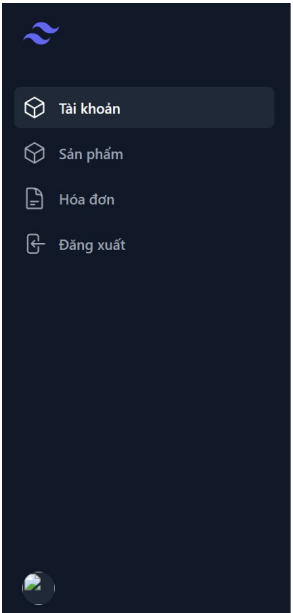 Tài khoản
Sản phẩm
Hóa đơn
Đăng xuất